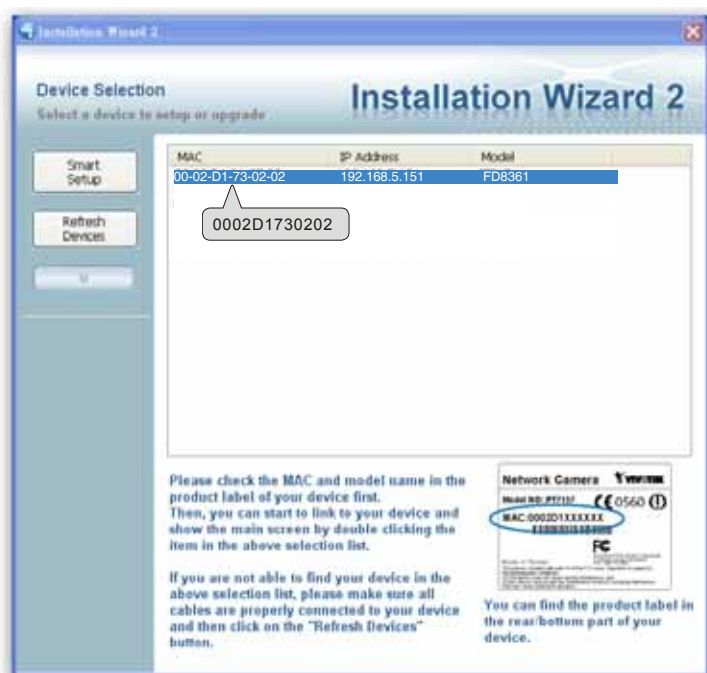 Installation Wizard 2
Device Selection
Select a device to setup or upgrade
Installation Wizard 2
Smart
Setup
Refresh
Devices
MAC IP Address Model
00-02-D1-73-02-02 192.168.5.151 FD8361
0002D1730202
Please check the MAC and model name in the
product label of your device first.
Then, you can start to link to your device and
show the main screen by double clicking the
item in the above selection list.
If you are not able to find your device in the
above selection list, please make sure all
cables are properly connected to your device
and then click on the "Refresh Devices"
button.
Network Camera VIVOTEK
Model NO: PT7137 CE0560
MAC:0002D1XXXXXX
FC
You can find the product label in
the rear/bottom part of your
device.